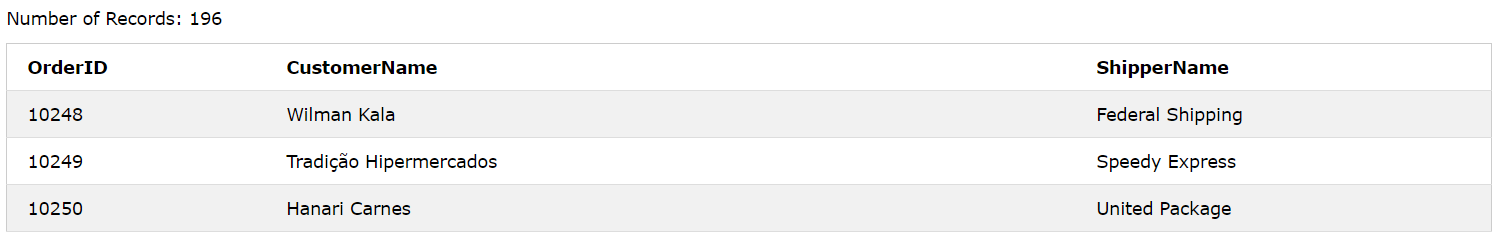 Number of Records: 196
OrderID CustomerName ShipperName
10248 Wilman Kala Federal Shipping
10249 Tradição Hipermercados Speedy Express
10250 Hanari Carnes United Package